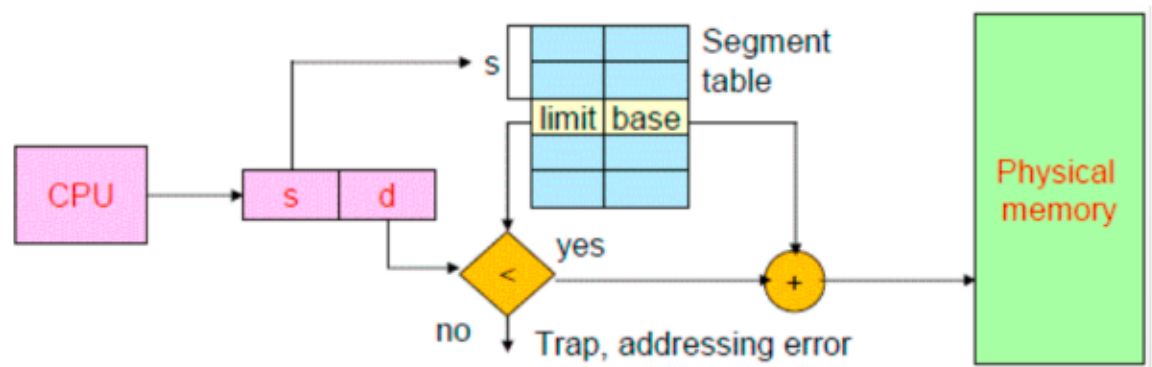 Segment
table
s
limit base
CPU
s d
Physical
memory
yes
<
+
no
Trap, addressing error